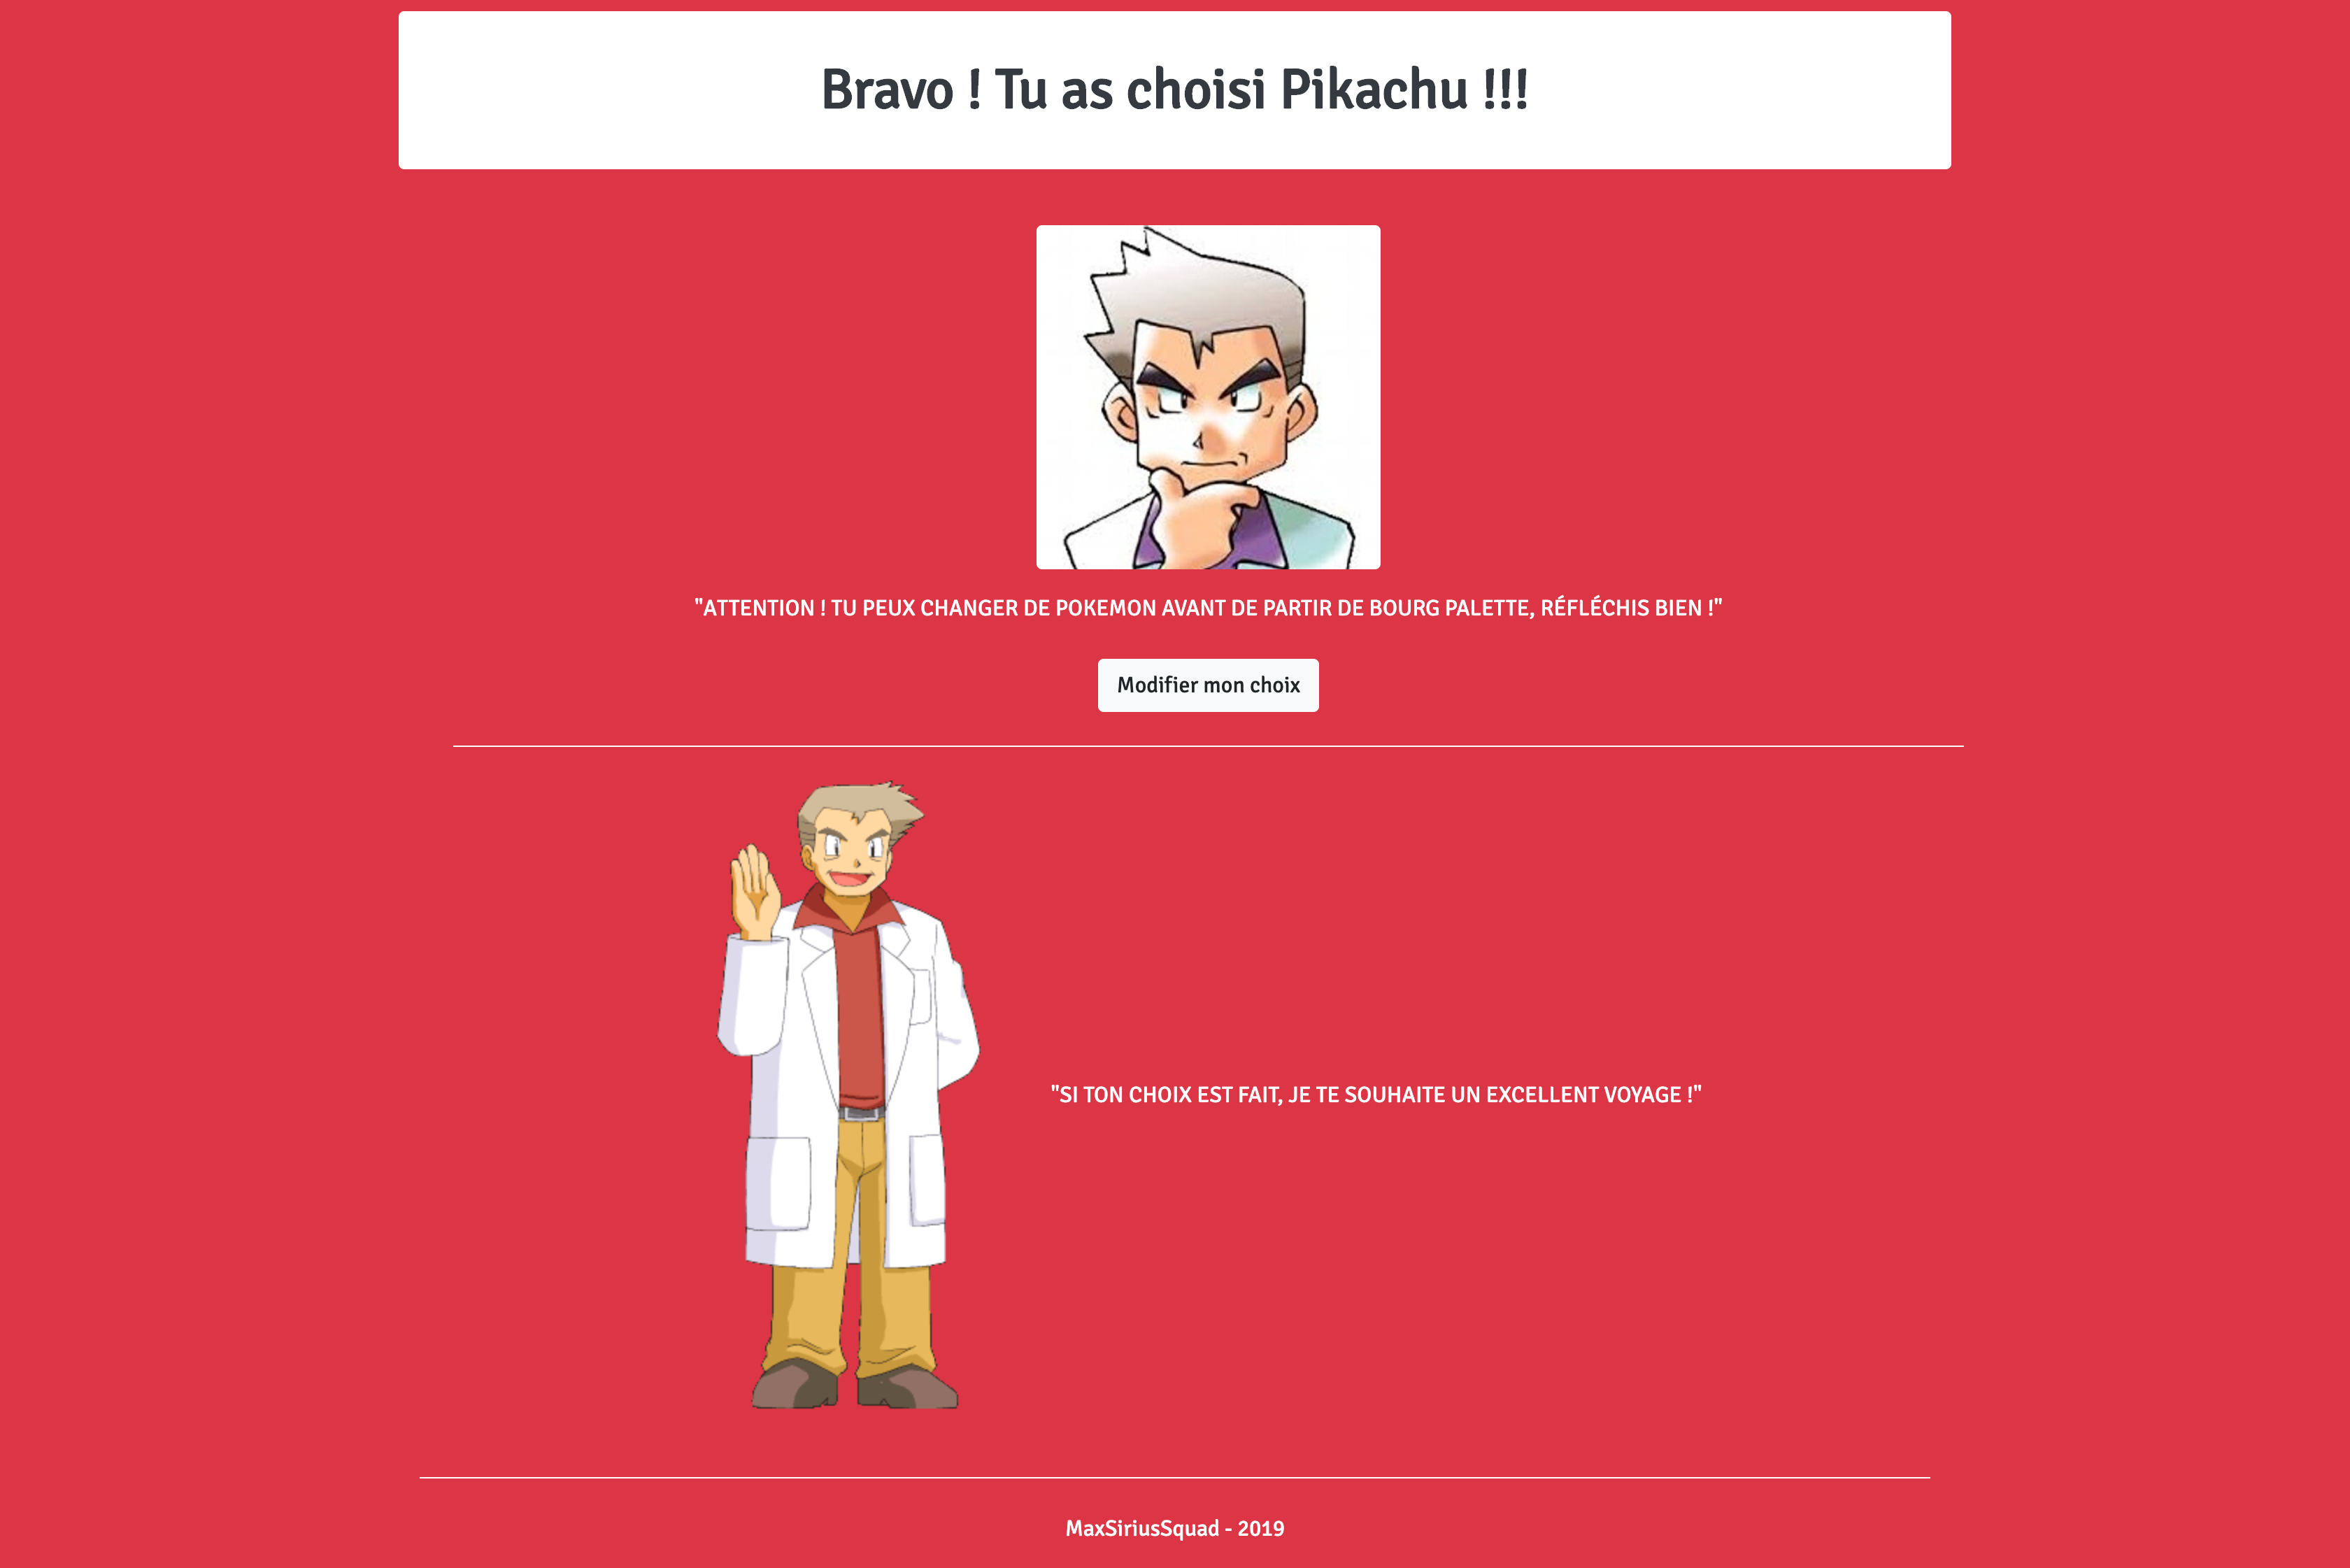 Bravo ! Tu as choisi Pikachu !!!
"ATTENTION ! TU PEUX CHANGER DE POKEMON AVANT DE PARTIR DE BOURG PALETTE, RÉFLÉCHIS BIEN !"
Modifier mon choix
"SI TON CHOIX EST FAIT, JE TE SOUHAITE UN EXCELLENT VOYAGE !"
MaxSiriusSquad - 2019